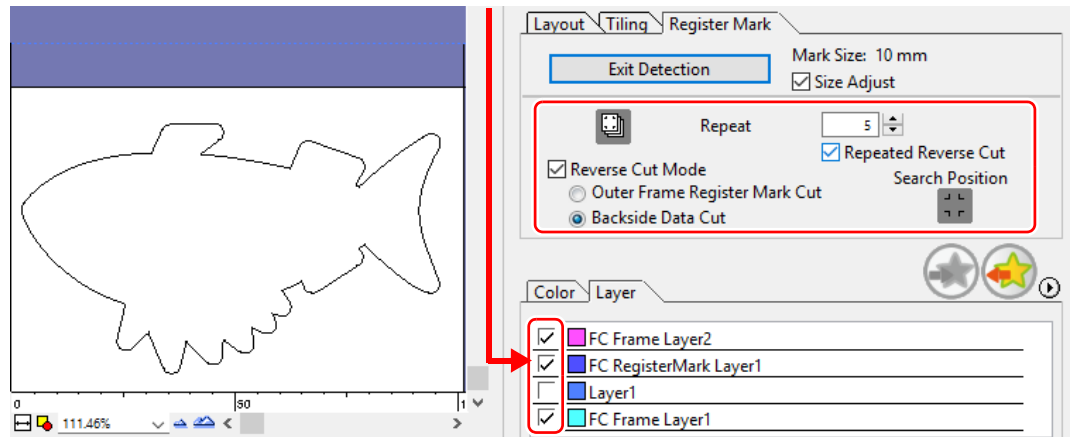 Layout Tiling Register Mark
Exit Detection
Mark Size: 10 mm
Size Adjust
Repeat 5
Repeated Reverse Cut
Reverse Cut Mode
Search Position
Outer Frame Register Mark Cut
Backside Data Cut
Color Layer
FC Frame Layer2
FC RegisterMark Layer1
Layer1
FC Frame Layer1
0 50 1
111.46%